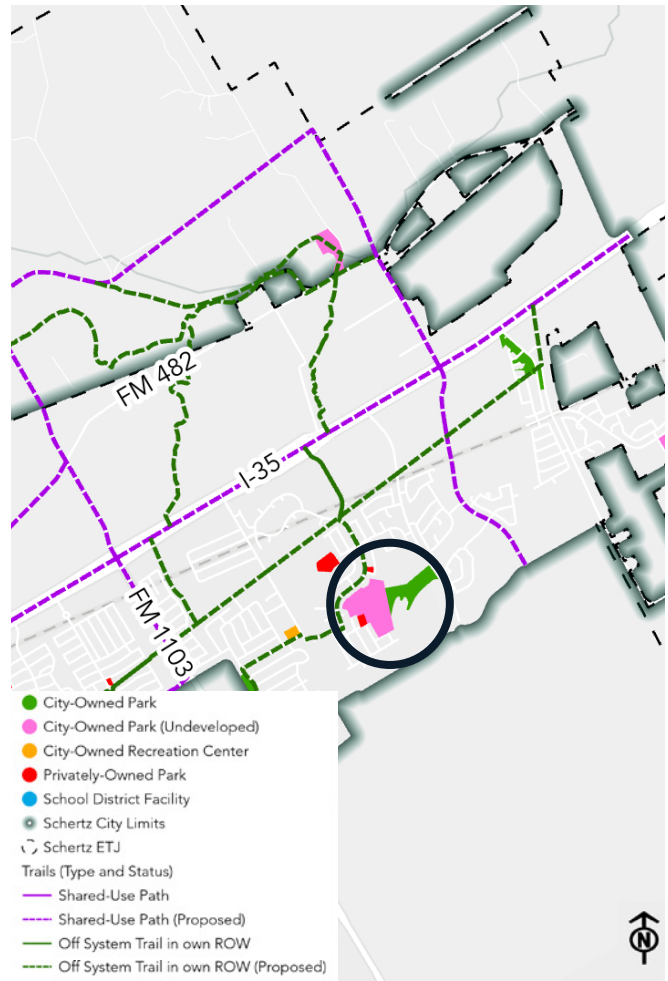 FM 482
I-35
FM 1103
City-Owned Park
City-Owned Park (Undeveloped)
City-Owned Recreation Center
Privately-Owned Park
School District Facility
Schertz City Limits
Schertz ETJ
Trails (Type and Status)
Shared-Use Path
Shared-Use Path (Proposed)
Off System Trail in own ROW
Off System Trail in own ROW (Proposed)
N